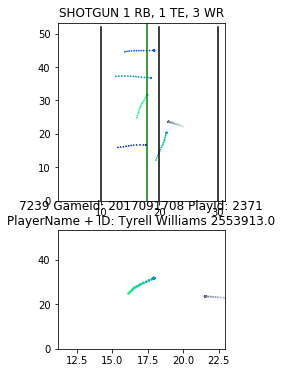 SHOTGUN 1 RB, 1 TE, 3 WR
50
40
30
20
10
0
10 20 30
7239 GameId: 2017091708 PlayId: 2371
PlayerName + ID: Tyrell Williams 2553913.0
40
20
0
12.5 15.0 17.5 20.0 22.5